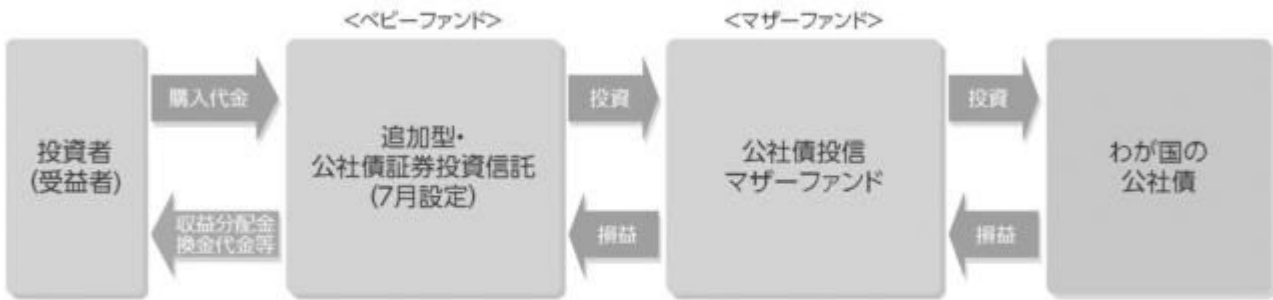 <ベビーファンド>
<マザーファンド>
投資者
(受益者)
購入代金
収益分配金
換金代金等
追加型・
公社債証券投資信託
(7月設定)
投資
損益
公社債投信
マザーファンド
投資
損益
わが国の
公社債